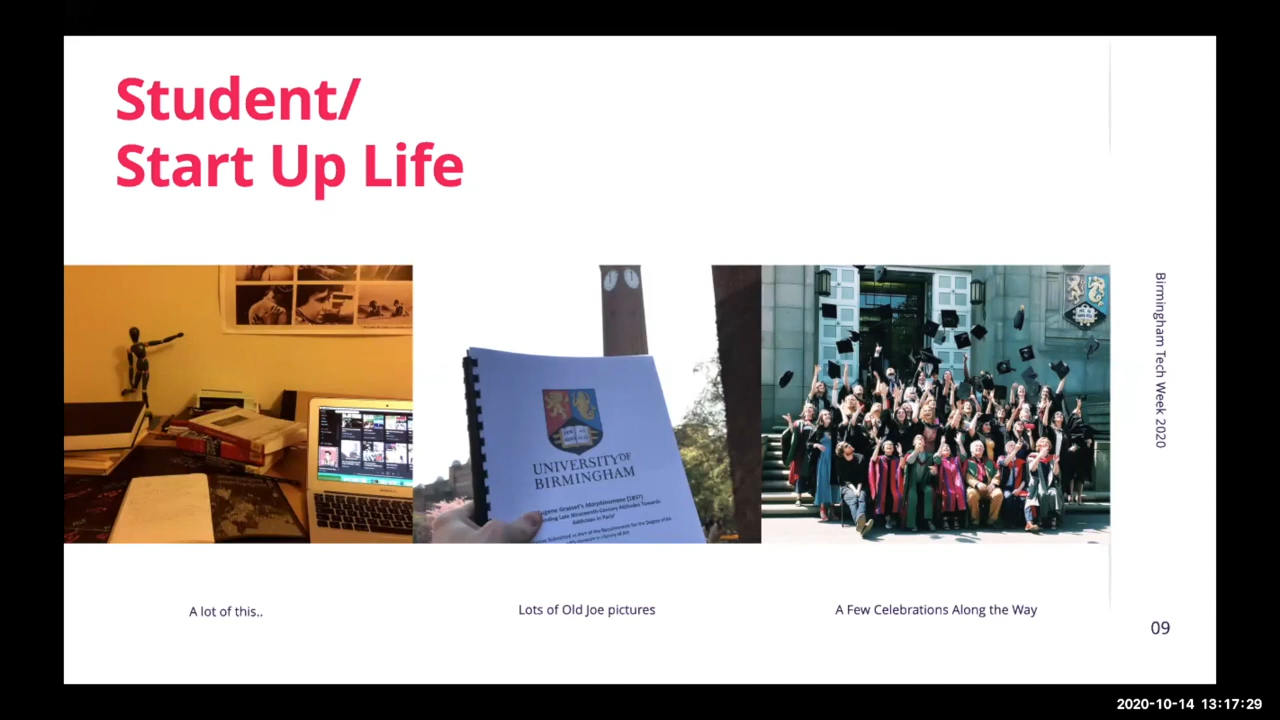 Student/
Start Up Life
UNIVERSITY OF
BIRMINGHAM
A lot of this..
Lots of Old Joe pictures
A Few Celebrations Along the Way
Birmingham Tech Week 2020
09
2020-10-14 13:17:29